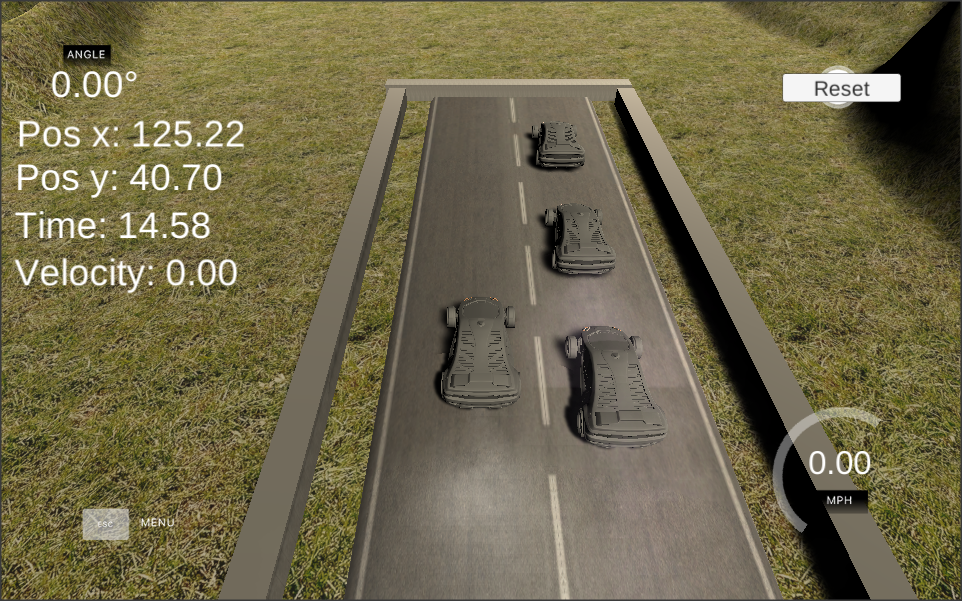 ANGLE
0.00°
Reset
Pos x: 125.22
Pos y: 40.70
Time: 14.58
Velocity: 0.00
0.00
MPH
esc MENU